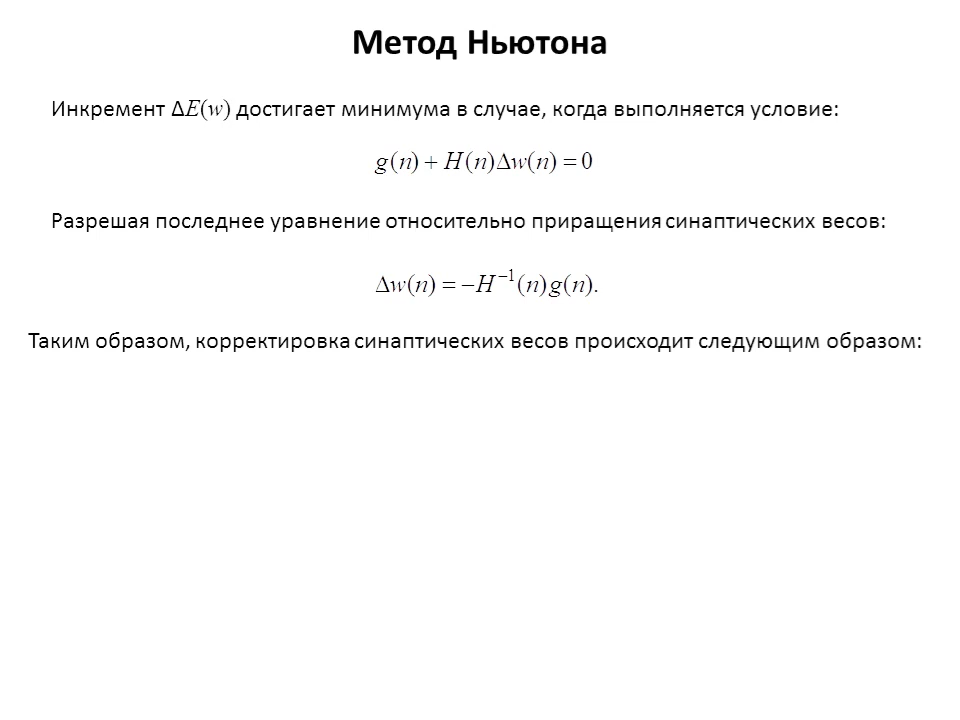 Метод Ньютона
Инкремент ΔE(w) достигает минимума в случае, когда выполняется условие:
g(n) + H(n)Δw(n) = 0
Разрешая последнее уравнение относительно приращения синаптических весов:
Δw(n) = −H⁻¹(n)g(n).
Таким образом, корректировка синаптических весов происходит следующим образом: